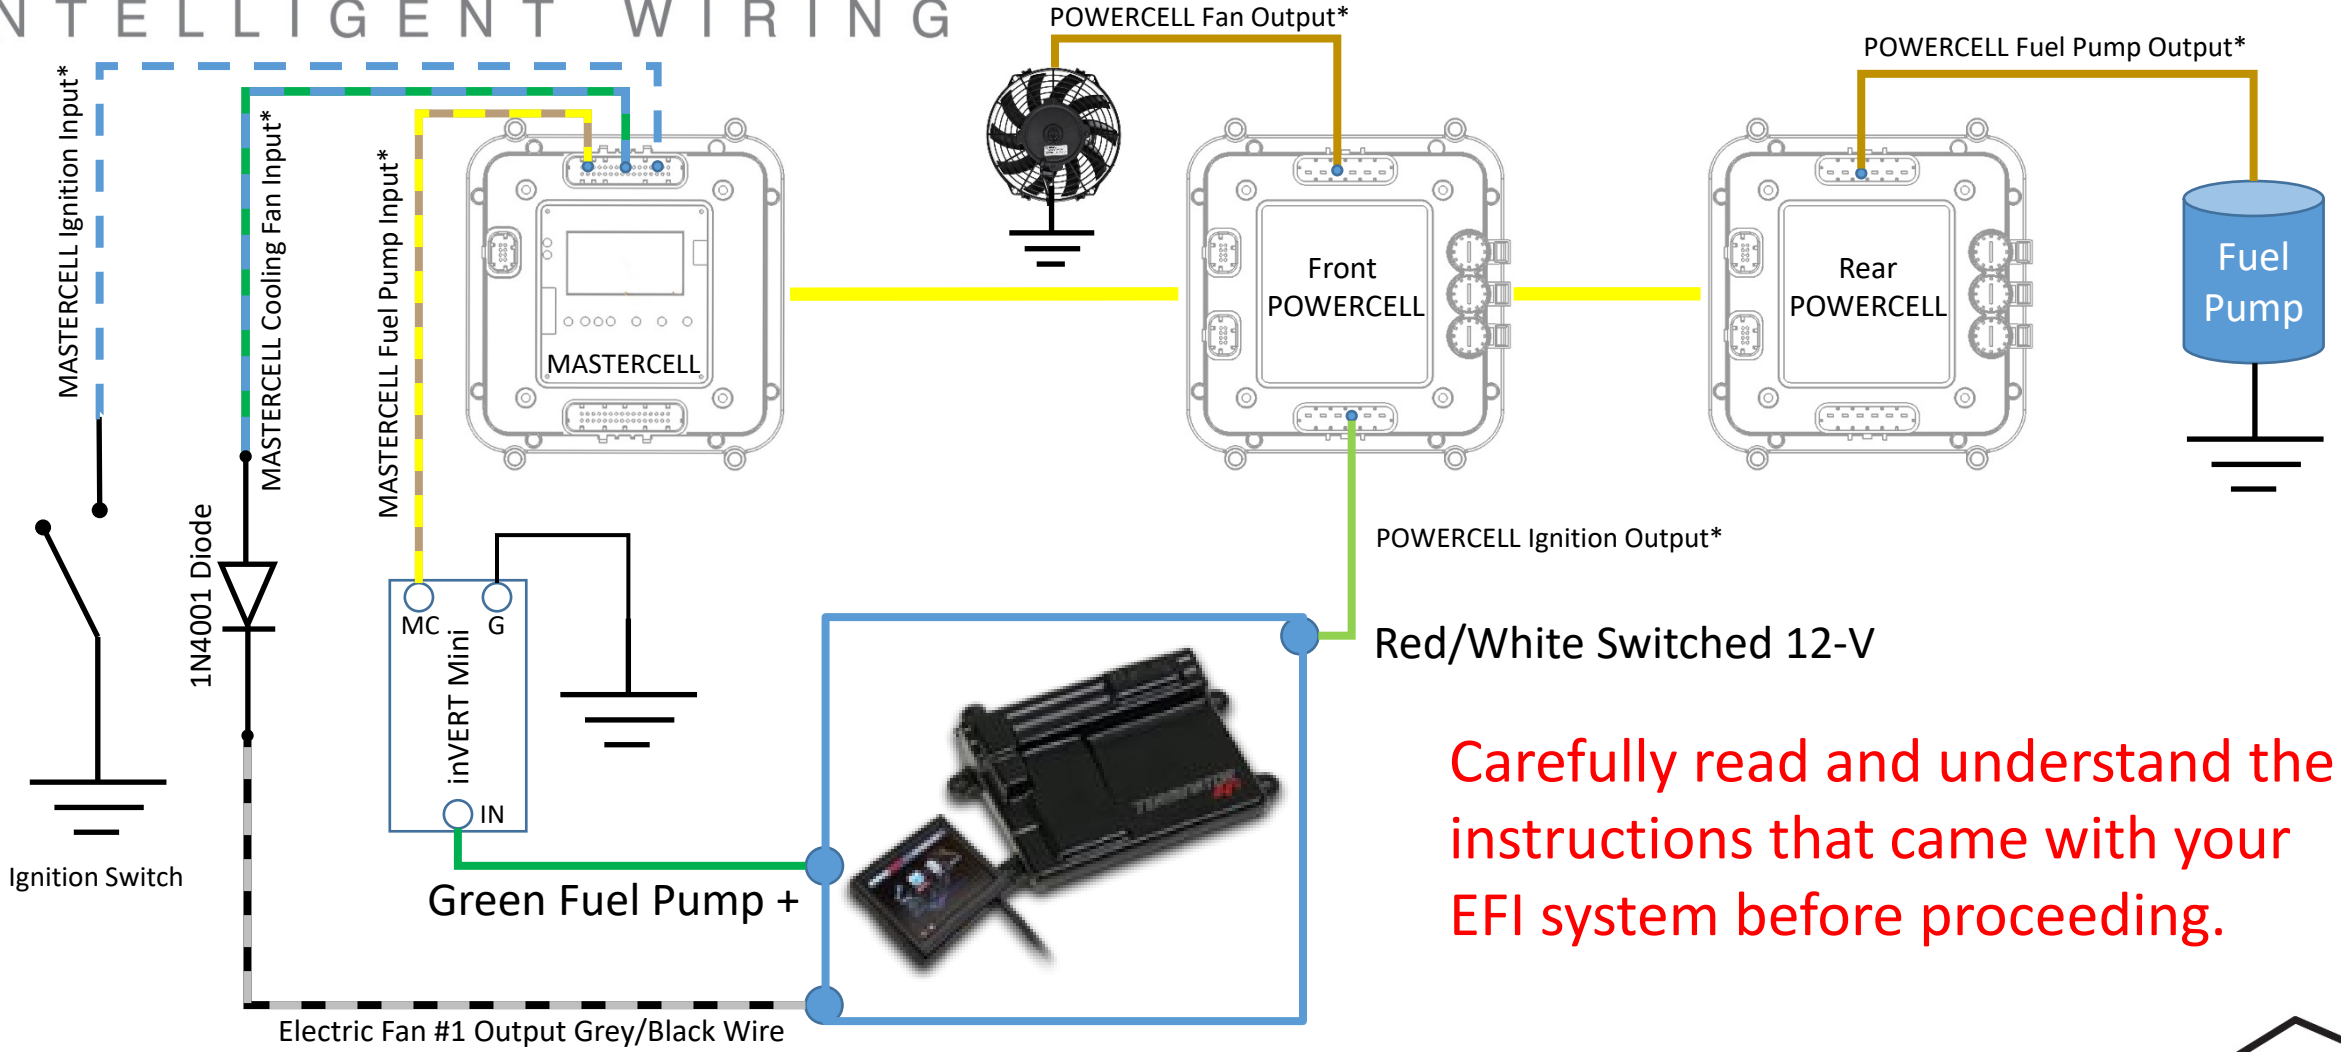 NTELLIGENT WIRING
POWERCELL Fan Output*
POWERCELL Fuel Pump Output*
MASTERCELL Ignition Input*
MASTERCELL Cooling Fan Input*
MASTERCELL Fuel Pump Input*
MASTERCELL
Front
POWERCELL
Rear
POWERCELL
Fuel
Pump
1N4001 Diode
POWERCELL Ignition Output*
MC
G
inVERT Mini
IN
Red/White Switched 12-V
TERMINATOR
Ignition Switch
Green Fuel Pump +
Electric Fan #1 Output Grey/Black Wire
Carefully read and understand the
instructions that came with your
EFI system before proceeding.